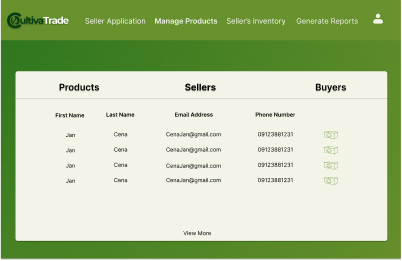 CultivaTrade Seller Application Manage Products Seller's Inventory Generate Reports
Products Sellers Buyers
First Name Last Name Email Address Phone Number
Jan Cena CenaJan@gmail.com 09123881231
Jan Cena CenaJan@gmail.com 09123881231
Jan Cena CenaJan@gmail.com 09123881231
Jan Cena CenaJan@gmail.com 09123881231
View More